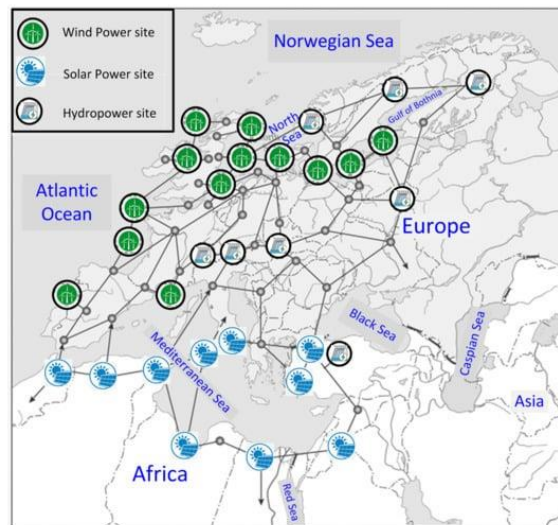 Wind Power site
Solar Power site
Hydropower site
Norwegian Sea
North
Sea
Gulf of Bothnia
Atlantic
Ocean
Europe
Black Sea
Caspian Sea
Mediterranean Sea
Asia
Africa
Red Sea